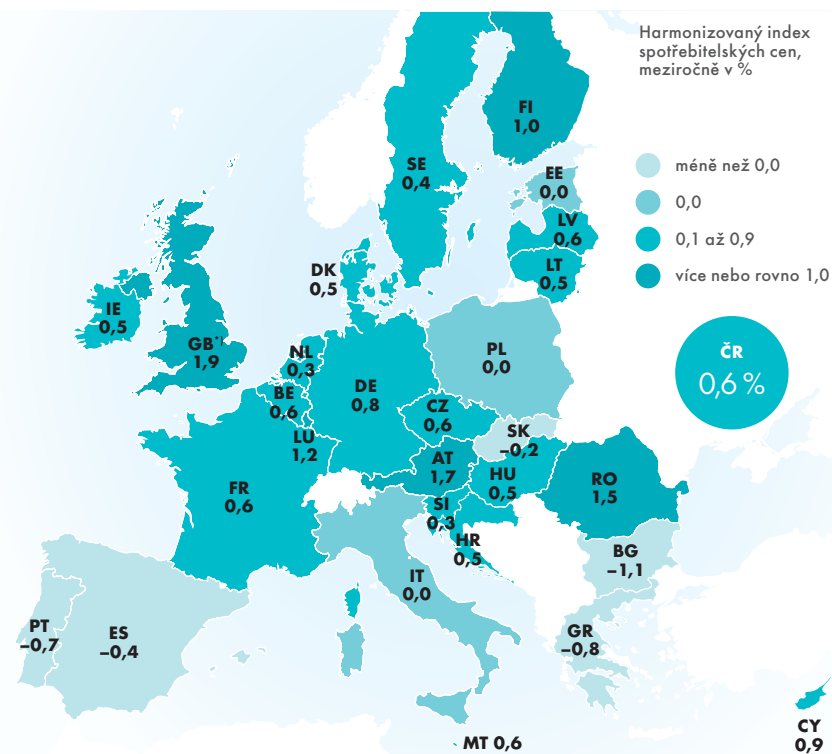 Harmonizovaný index
spotřebitelských cen,
meziročně v %
FI
1,0
méně než 0,0
SE
0,4
EE
0,0
0,0
LV
0,6
0,1 až 0,9
DK
0,5
LT
0,5
více nebo rovno 1,0
IE
0,5
GB*⁾
1,9
NL
0,3
PL
0,0
ČR
0,6 %
BE
0,6
DE
0,8
CZ
0,6
LU
1,2
SK
–0,2
AT
1,7
HU
0,5
RO
1,5
FR
0,6
SI
0,3
HR
0,5
BG
–1,1
IT
0,0
PT
–0,7
ES
–0,4
GR
–0,8
CY
0,9
MT 0,6